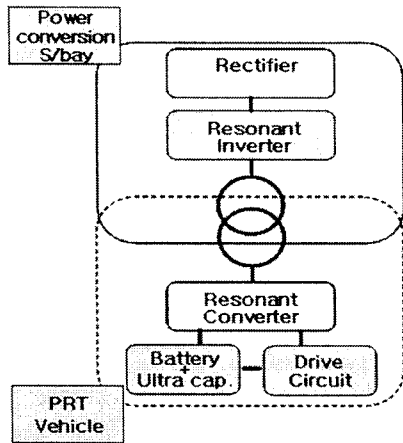 Power
conversion
S/bay
Rectifier
Resonant
Inverter
Resonant
Converter
Battery
+
Ultra cap.
Drive
Circuit
PRT
Vehicle